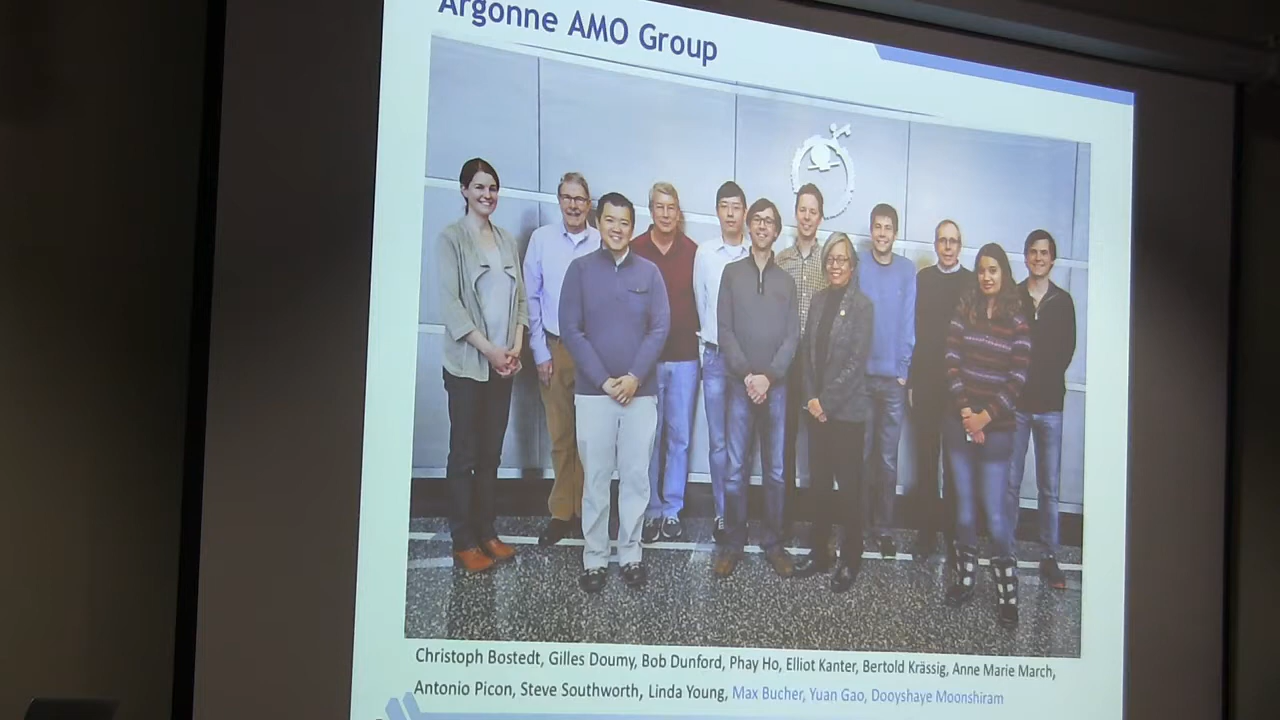 Argonne AMO Group
Christoph Bostedt, Gilles Doumy, Bob Dunford, Phay Ho, Elliot Kanter, Bertold Krässig, Anne Marie March,
Antonio Picon, Steve Southworth, Linda Young, Max Bucher, Yuan Gao, Dooyshaye Moonshiram